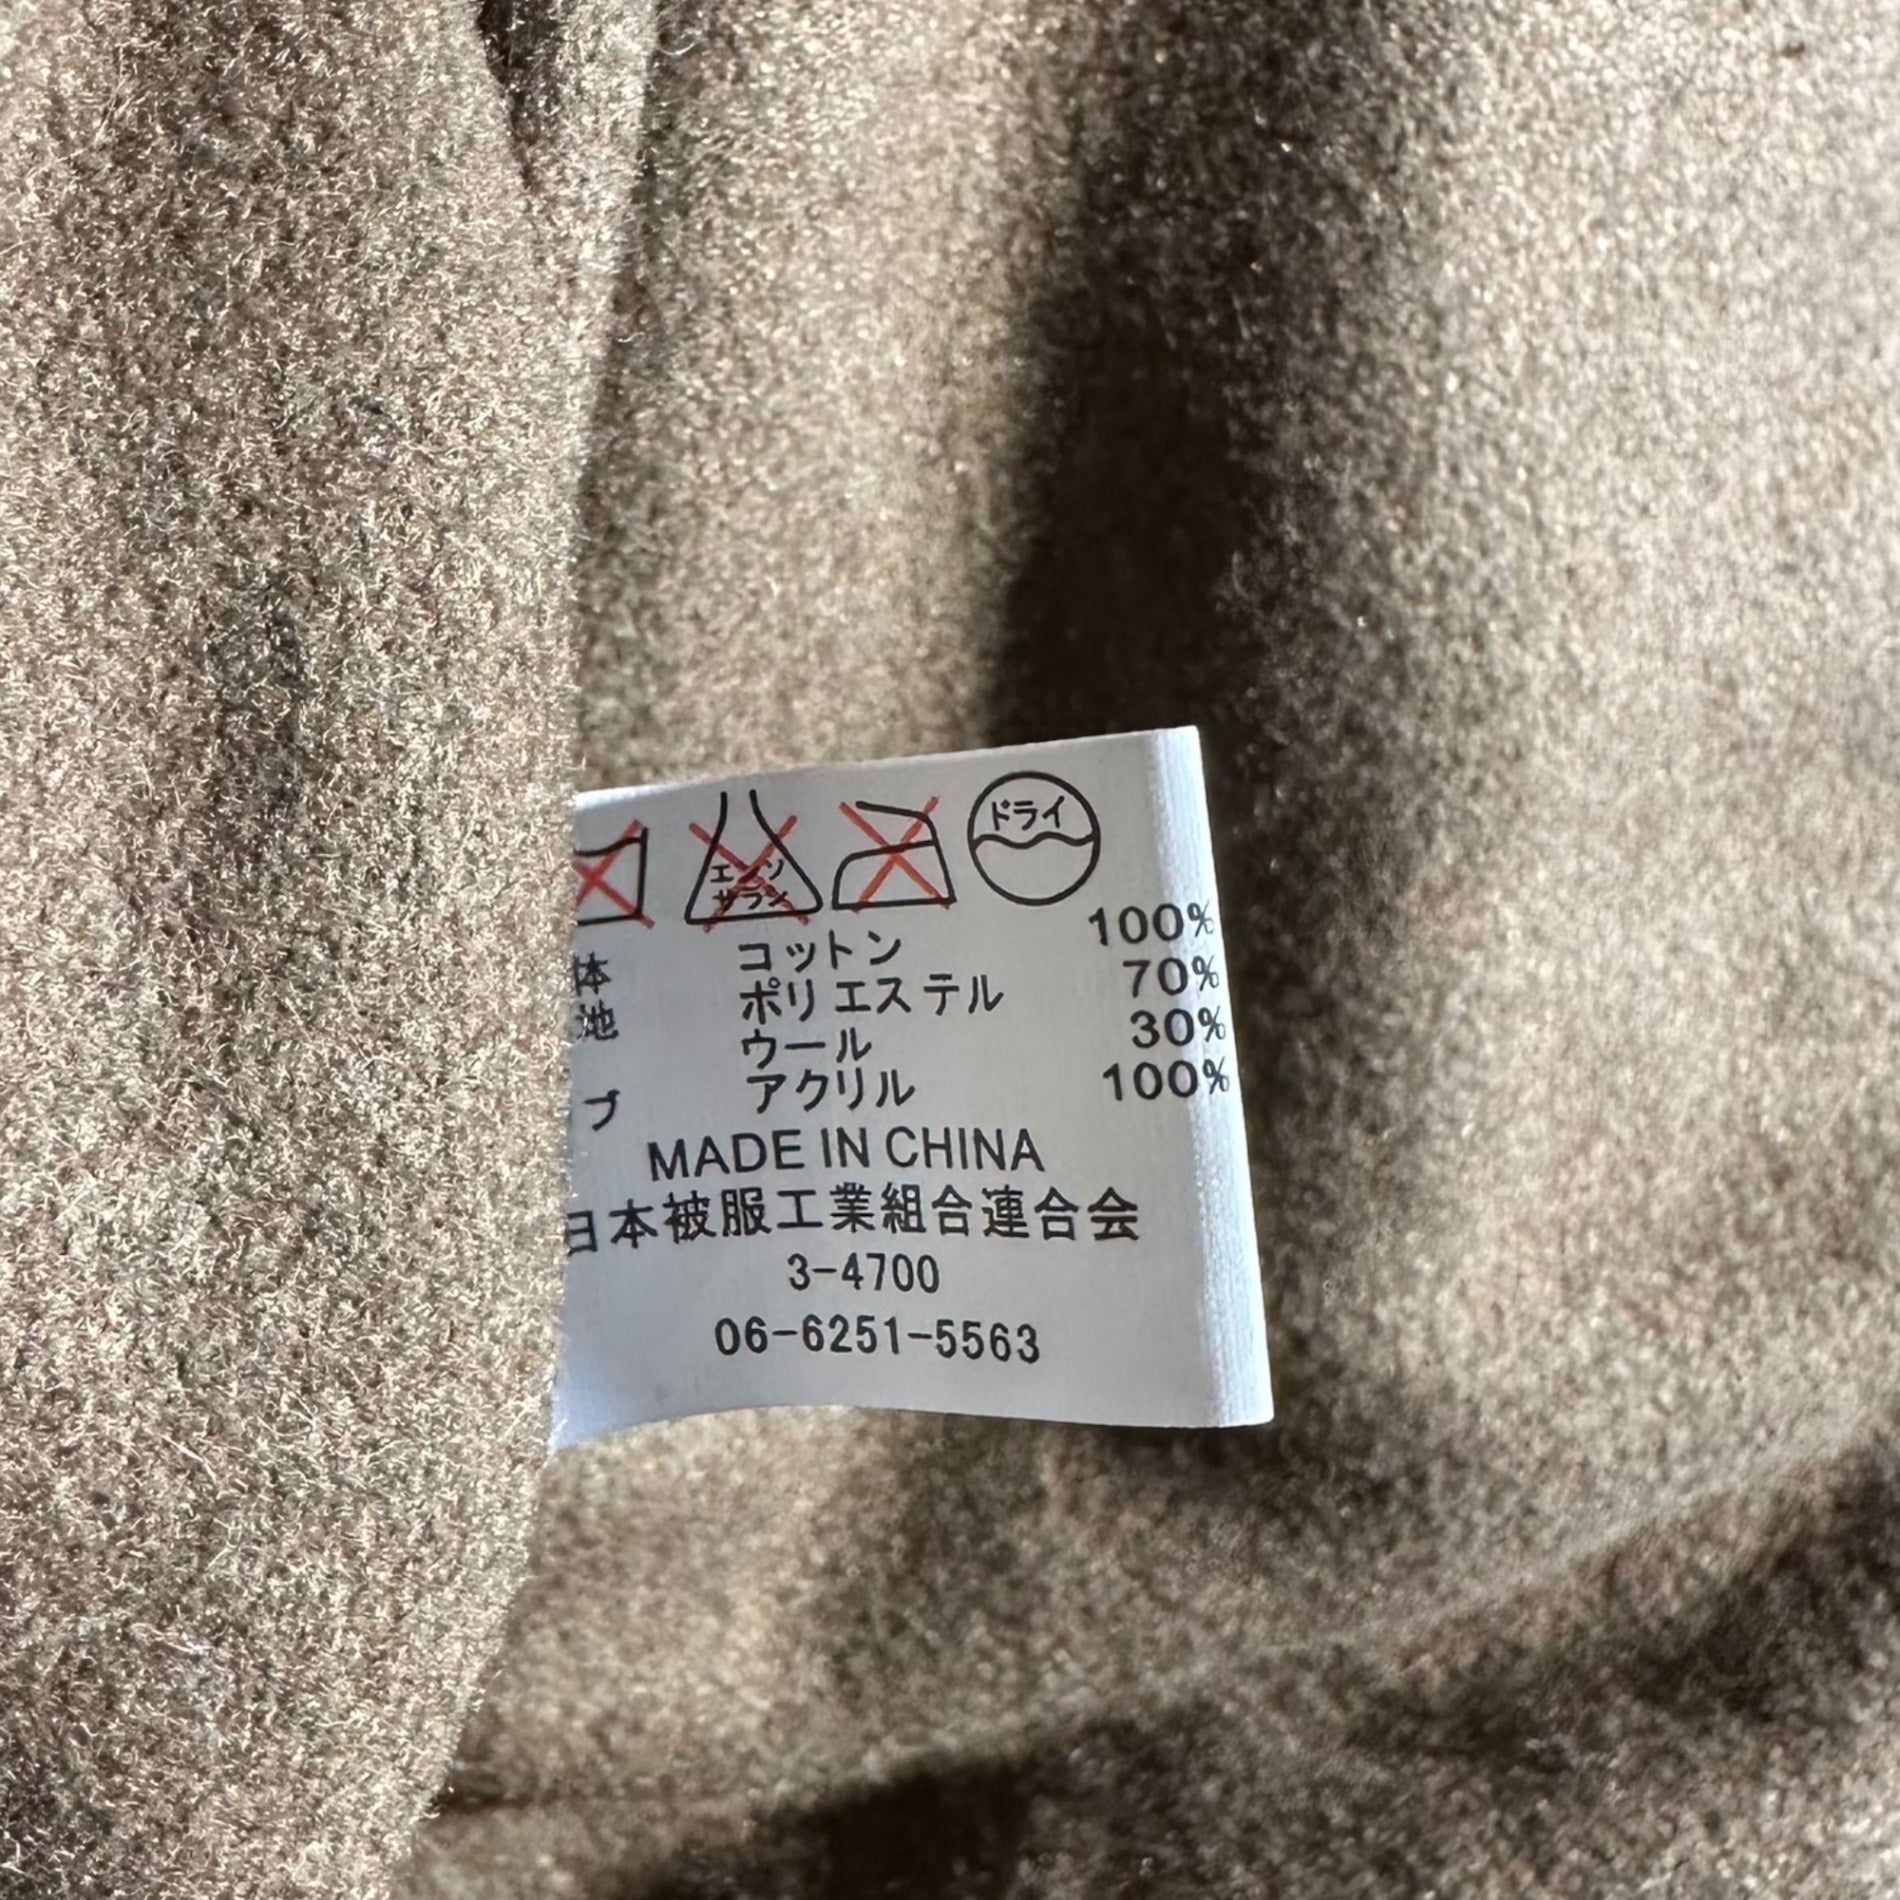 エンソ
サラシ
ドライ
体 コットン 100%
地 ポリエステル 70%
ウール 30%
ブ アクリル 100%
MADE IN CHINA
日本被服工業組合連合会
3-4700
06-6251-5563